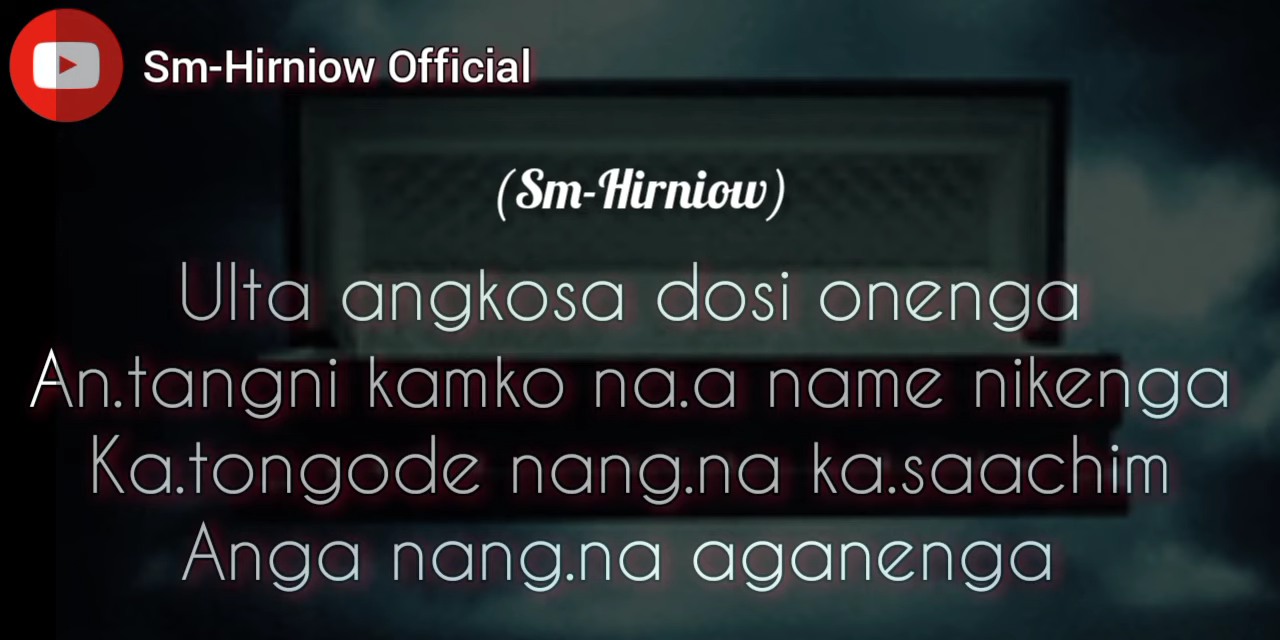 Sm-Hirniow Official
(Sm-Hirniow)
Ulta angkosa dosi onenga
An.tangni kamko na.a name nikenga
Ka.tongode nang.na ka.saachim
Anga nang.na aganenga